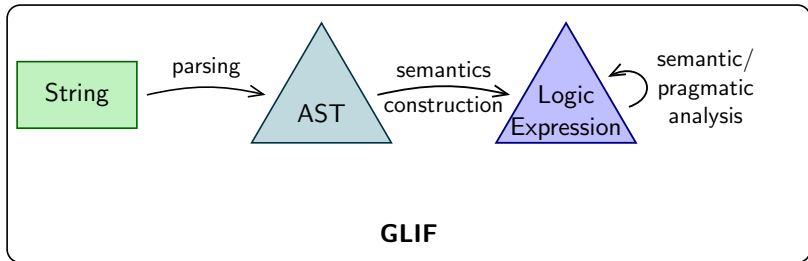 String
parsing
AST
semantics
construction
Logic
Expression
semantic/
pragmatic
analysis
GLIF